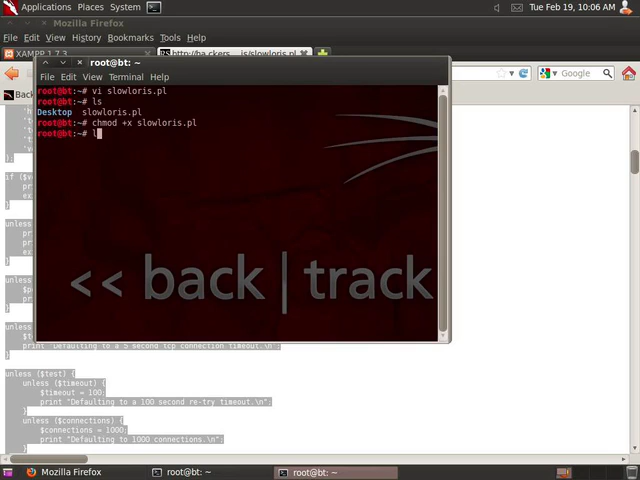 Applications Places System
Tue Feb 19, 10:06 AM
Mozilla Firefox
File Edit View History Bookmarks Tools Help
XAMPP 1.7.3
root@bt: ~
File Edit View Terminal Help
Google
Back
root@bt:~# vi slowloris.pl
root@bt:~# ls
Desktop slowloris.pl
root@bt:~# chmod +x slowloris.pl
root@bt:~# l
<< back | track
print "Defaulting to a 5 second tcp connection timeout.\n";
}
unless ($test) {
unless ($timeout) {
$timeout = 100;
print "Defaulting to a 100 second re-try timeout.\n";
}
unless ($connections) {
$connections = 1000;
print "Defaulting to 1000 connections.\n";
}
Mozilla Firefox
root@bt: ~
root@bt: ~